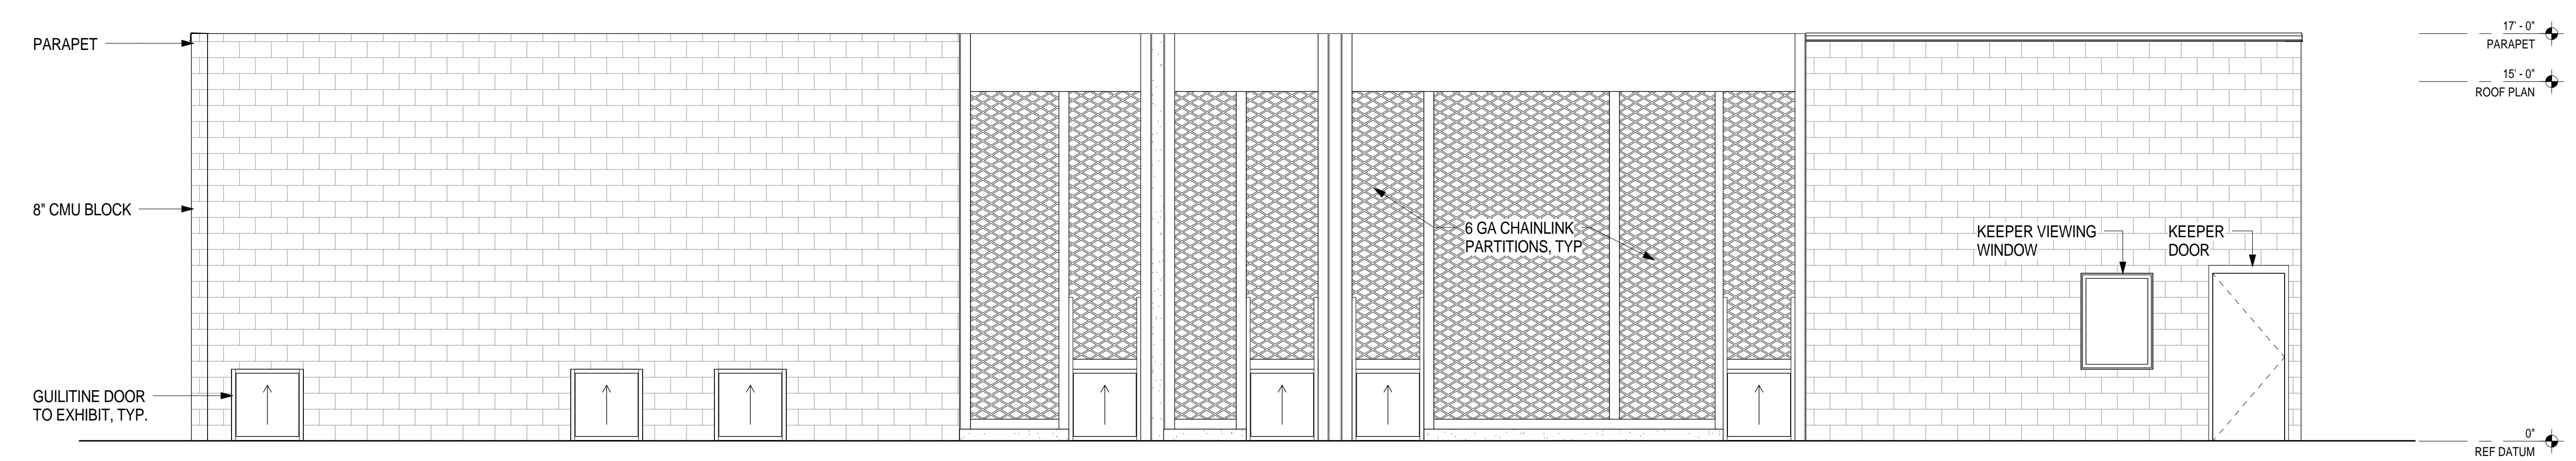 PARAPET
8" CMU BLOCK
GUILITINE DOOR
TO EXHIBIT, TYP.
6 GA CHAINLINK
PARTITIONS, TYP
KEEPER VIEWING
WINDOW
KEEPER
DOOR
17' - 0"
PARAPET
15' - 0"
ROOF PLAN
0"
REF DATUM